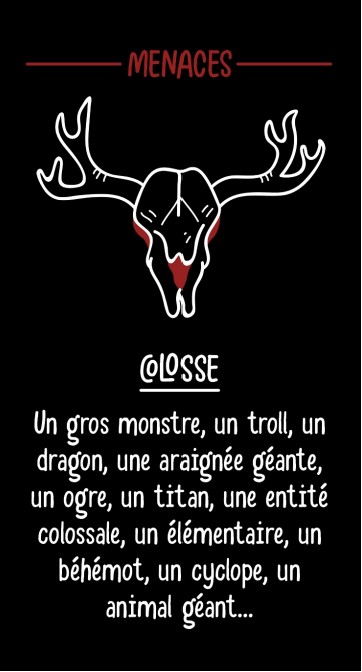 MENACES
COLOSSE
Un gros monstre, un troll, un
dragon, une araignée géante,
un ogre, un titan, une entité
colossale, un élémentaire, un
béhémot, un cyclope, un
animal géant...